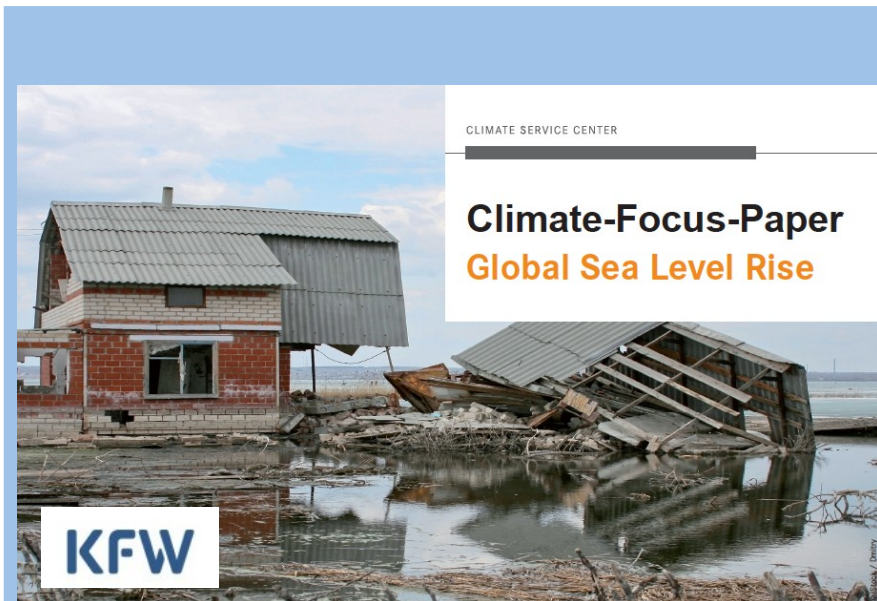 CLIMATE SERVICE CENTER
Climate-Focus-Paper
Global Sea Level Rise
KFW